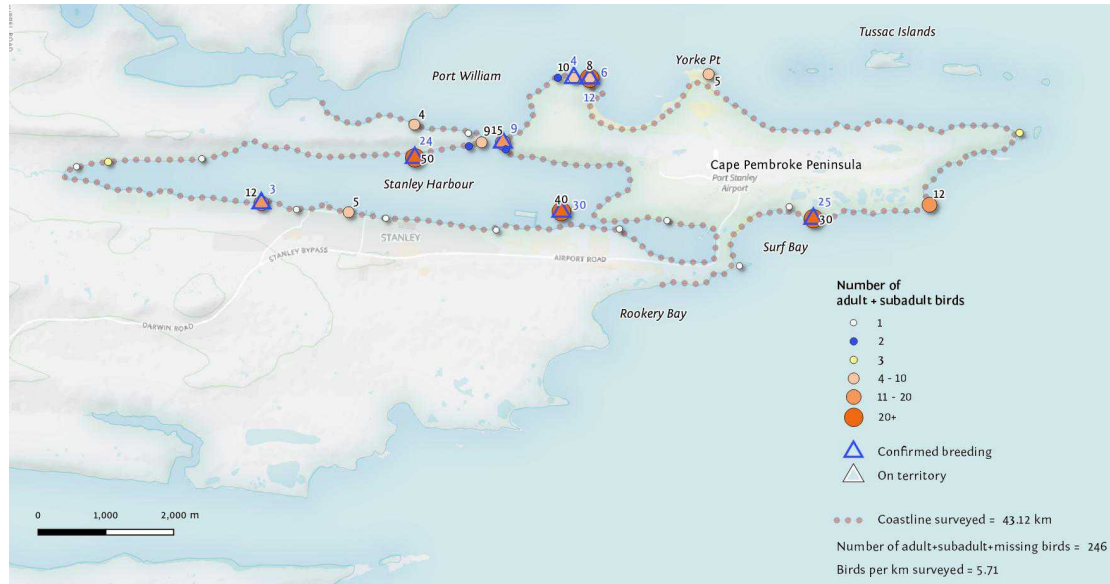 Tussac Islands
Port William
Yorke Pt
10
4
8
6
12
5
4
9
15
9
24
50
Cape Pembroke Peninsula
Port Stanley
Airport
Stanley Harbour
12
3
5
40
30
25
30
12
STANLEY
STANLEY BYPASS
AIRPORT ROAD
Surf Bay
Rookery Bay
DARWIN ROAD
Number of
adult + subadult birds
1
2
3
4 - 10
11 - 20
20+
Confirmed breeding
On territory
0 1,000 2,000 m
Coastline surveyed = 43.12 km
Number of adult+subadult+missing birds = 246
Birds per km surveyed = 5.71